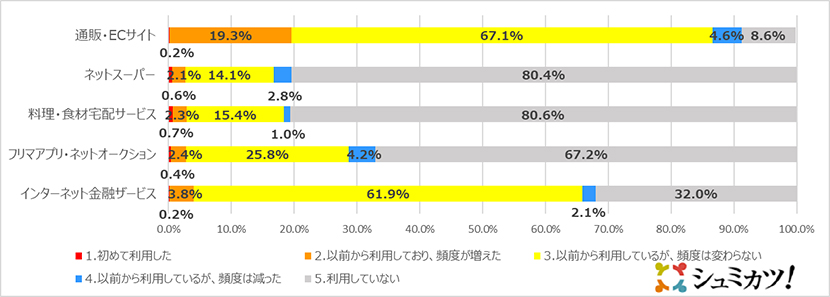 通販・ECサイト 19.3% 67.1% 4.6% 8.6%
0.2%
ネットスーパー 2.1% 14.1% 80.4%
0.6% 2.8%
料理・食材宅配サービス 2.3% 15.4% 80.6%
0.7% 1.0%
フリマアプリ・ネットオークション 2.4% 25.8% 4.2% 67.2%
0.4%
インターネット金融サービス 3.8% 61.9% 32.0%
0.2% 2.1%
0.0% 10.0% 20.0% 30.0% 40.0% 50.0% 60.0% 70.0% 80.0% 90.0% 100.0%
1.初めて利用した 2.以前から利用しており、頻度が増えた 3.以前から利用しているが、頻度は変わらない
4.以前から利用しているが、頻度は減った 5.利用していない
シュミカツ!